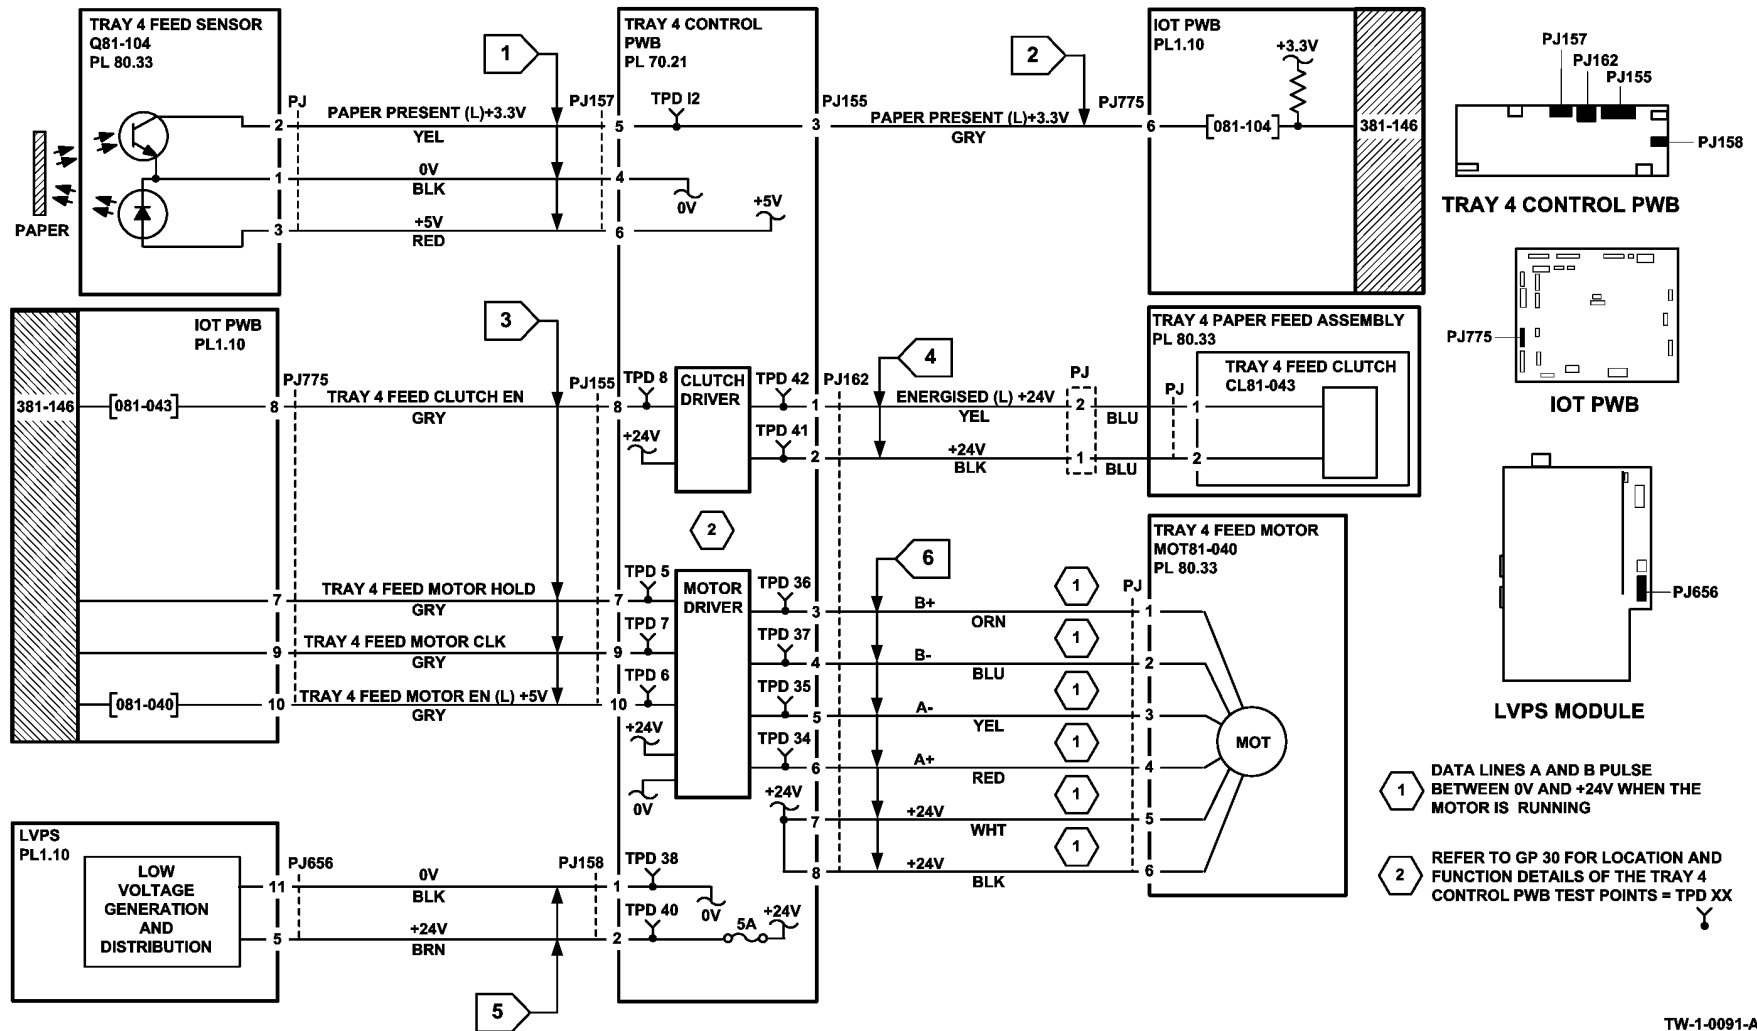 TRAY 4 FEED SENSOR
Q81-104
PL 80.33
PAPER
2
1
3
PJ
PAPER PRESENT (L)+3.3V
YEL
0V
BLK
+5V
RED
1
PJ157
5
4
6
TRAY 4 CONTROL
PWB
PL 70.21
TPD I2
0V
+5V
PJ155
3
PAPER PRESENT (L)+3.3V
GRY
2
PJ775
6
IOT PWB
PL1.10
+3.3V
[081-104]
381-146
PJ157
PJ162
PJ155
PJ158
TRAY 4 CONTROL PWB
PJ775
IOT PWB
PJ656
LVPS MODULE
IOT PWB
PL1.10
381-146
[081-043]
8
PJ775
TRAY 4 FEED CLUTCH EN
GRY
3
PJ155
8
TPD 8
+24V
CLUTCH
DRIVER
TPD 42
TPD 41
PJ162
1
2
4
ENERGISED (L) +24V
YEL
+24V
BLK
PJ
2
1
BLU
BLU
TRAY 4 PAPER FEED ASSEMBLY
PL 80.33
TRAY 4 FEED CLUTCH
CL81-043
PJ
1
2
2
7
TRAY 4 FEED MOTOR HOLD
GRY
7
TPD 5
9
TRAY 4 FEED MOTOR CLK
GRY
9
TPD 7
[081-040]
10
TRAY 4 FEED MOTOR EN (L) +5V
GRY
10
TPD 6
+24V
0V
MOTOR
DRIVER
TPD 36
3
TPD 37
4
TPD 35
5
TPD 34
6
+24V
7
8
6
B+
ORN
B-
BLU
A-
YEL
A+
RED
+24V
WHT
+24V
BLK
1
1
1
1
1
1
PJ
1
2
3
4
5
6
TRAY 4 FEED MOTOR
MOT81-040
PL 80.33
MOT
1
DATA LINES A AND B PULSE
BETWEEN 0V AND +24V WHEN THE
MOTOR IS RUNNING
2
REFER TO GP 30 FOR LOCATION AND
FUNCTION DETAILS OF THE TRAY 4
CONTROL PWB TEST POINTS = TPD XX
LVPS
PL1.10
LOW
VOLTAGE
GENERATION
AND
DISTRIBUTION
PJ656
11
5
0V
BLK
+24V
BRN
5
PJ158
1
2
TPD 38
0V
TPD 40
5A
+24V
TW-1-0091-A